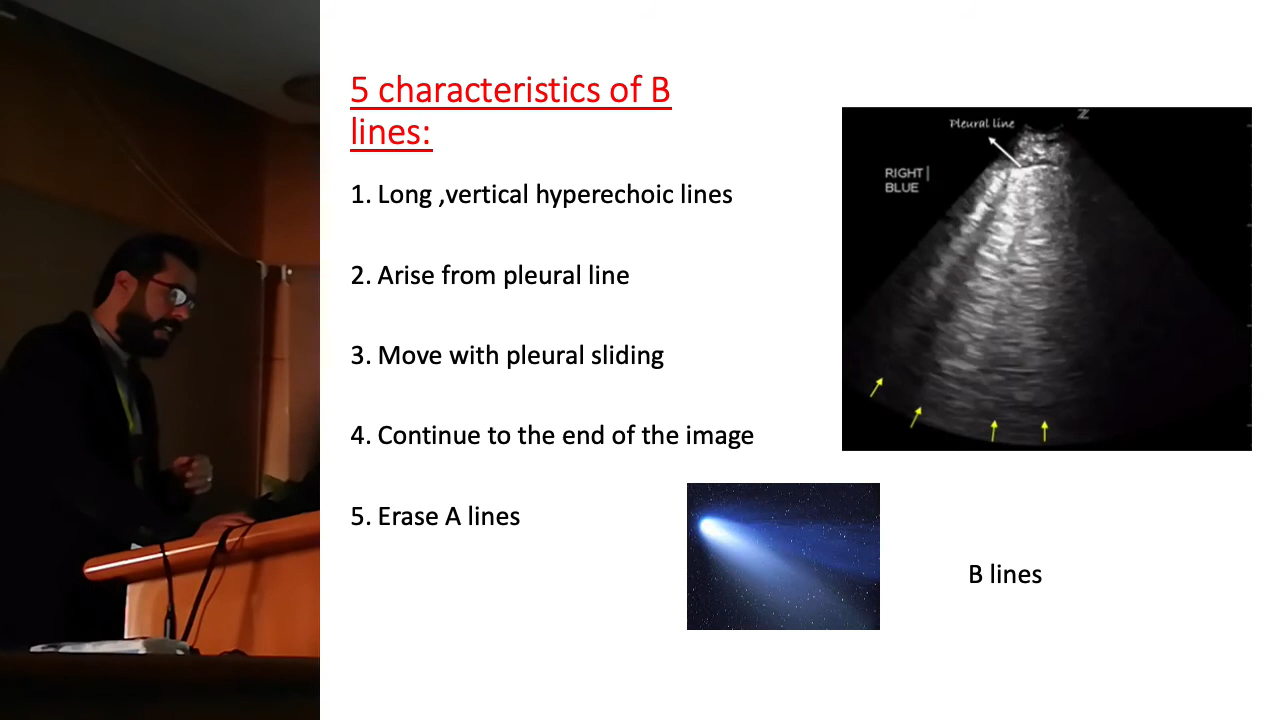 5 characteristics of B
lines:
1. Long ,vertical hyperechoic lines
2. Arise from pleural line
3. Move with pleural sliding
4. Continue to the end of the image
5. Erase A lines
Pleural line
Z
RIGHT
BLUE
B lines